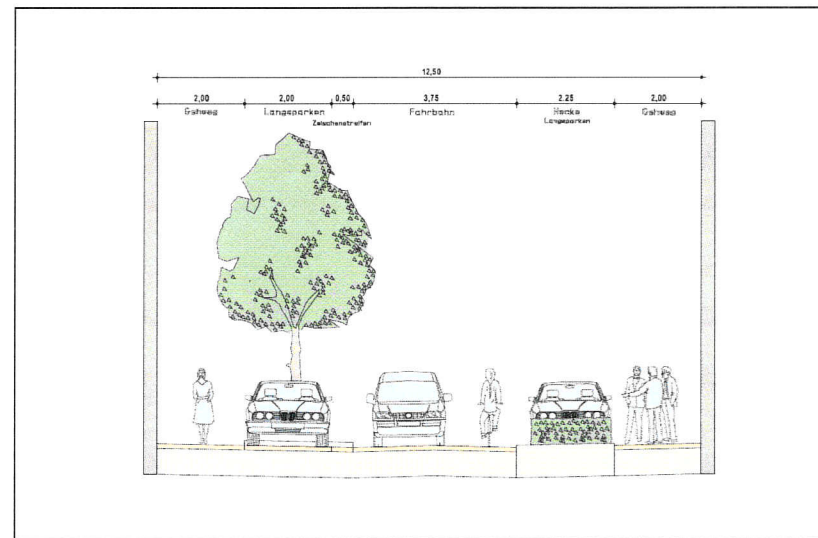 12,50
2,00 2,00 0,50 3,75 2.25 2,00
Gehweg Längsparken Fahrbahn Hecke Gehweg
Zwischenstreifen Längsparken